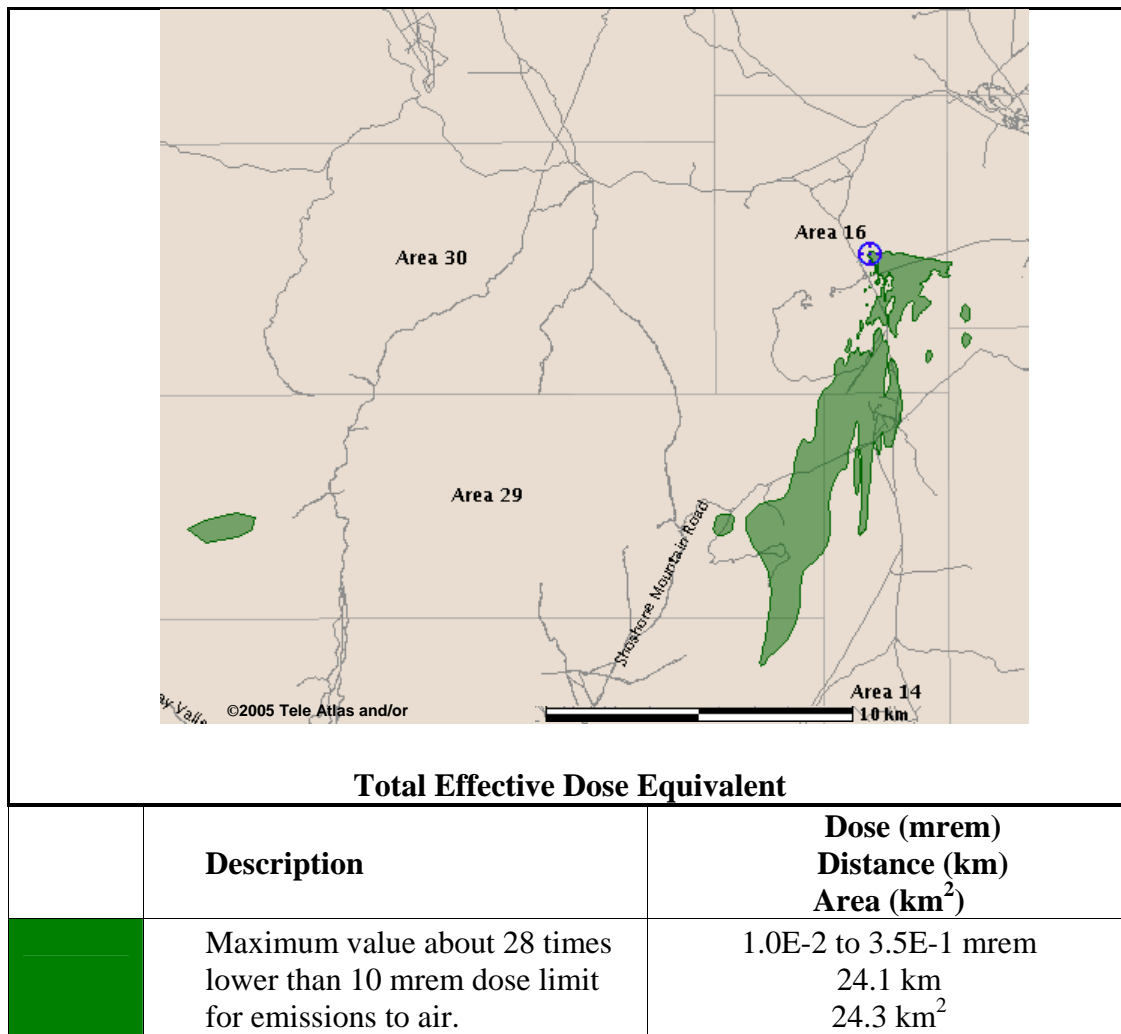 Area 16
Area 30
Area 29
Shoshone Mountain Road
Area 14
©2005 Tele Atlas and/or
10 km
Total Effective Dose Equivalent
Description
Dose (mrem)
Distance (km)
Area (km²)
Maximum value about 28 times
lower than 10 mrem dose limit
for emissions to air.
1.0E-2 to 3.5E-1 mrem
24.1 km
24.3 km²